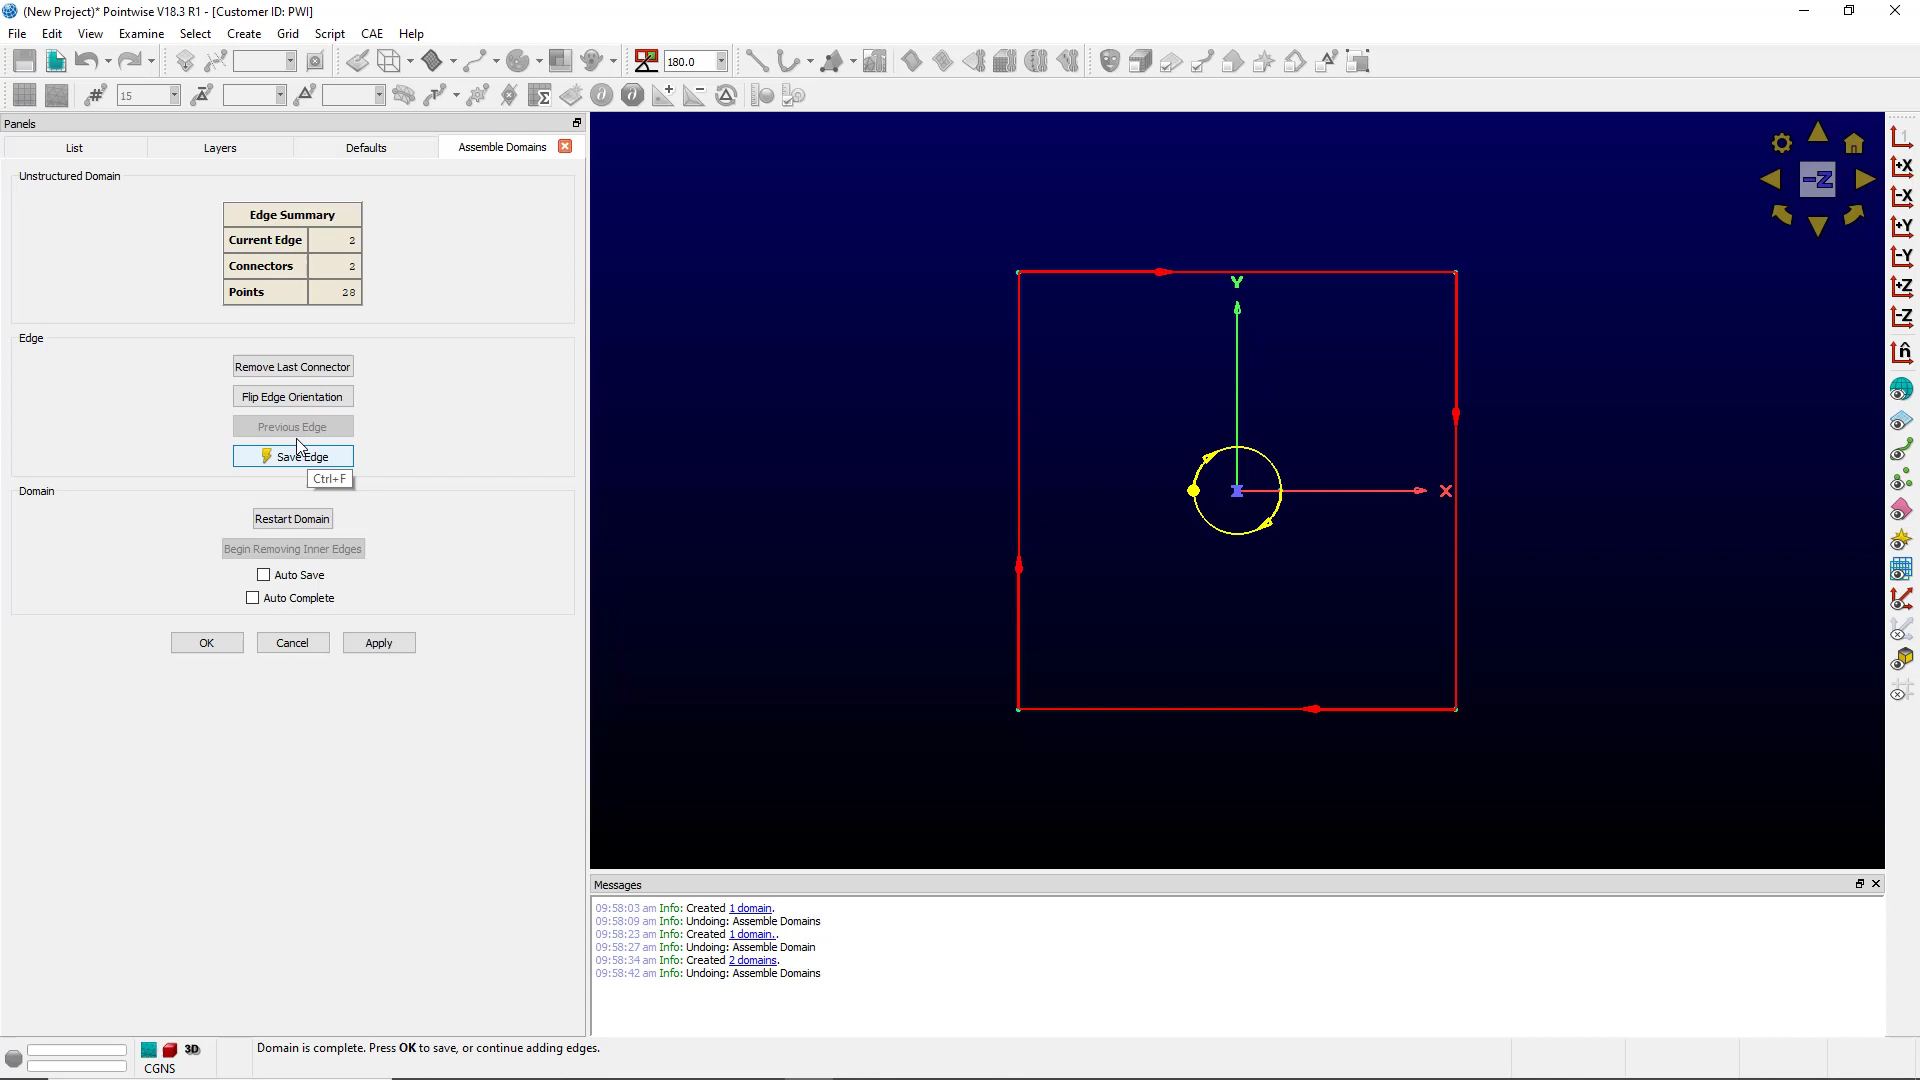 (New Project)* Pointwise V18.3 R1 - [Customer ID: PWI]
File Edit View Examine Select Create Grid Script CAE Help
180.0
15
Panels
List Layers Defaults Assemble Domains
Unstructured Domain
Edge Summary
Current Edge 2
Connectors 2
Points 28
Edge
Remove Last Connector
Flip Edge Orientation
Previous Edge
Save Edge
Ctrl+F
Domain
Restart Domain
Begin Removing Inner Edges
Auto Save
Auto Complete
OK Cancel Apply
-Z
Y
Z X
1
+X
-X
+Y
-Y
+Z
-Z
n̂
Messages
09:58:03 am Info: Created 1 domain.
09:58:09 am Info: Undoing: Assemble Domains
09:58:23 am Info: Created 1 domain..
09:58:27 am Info: Undoing: Assemble Domain
09:58:34 am Info: Created 2 domains.
09:58:42 am Info: Undoing: Assemble Domains
3D
CGNS
Domain is complete. Press OK to save, or continue adding edges.